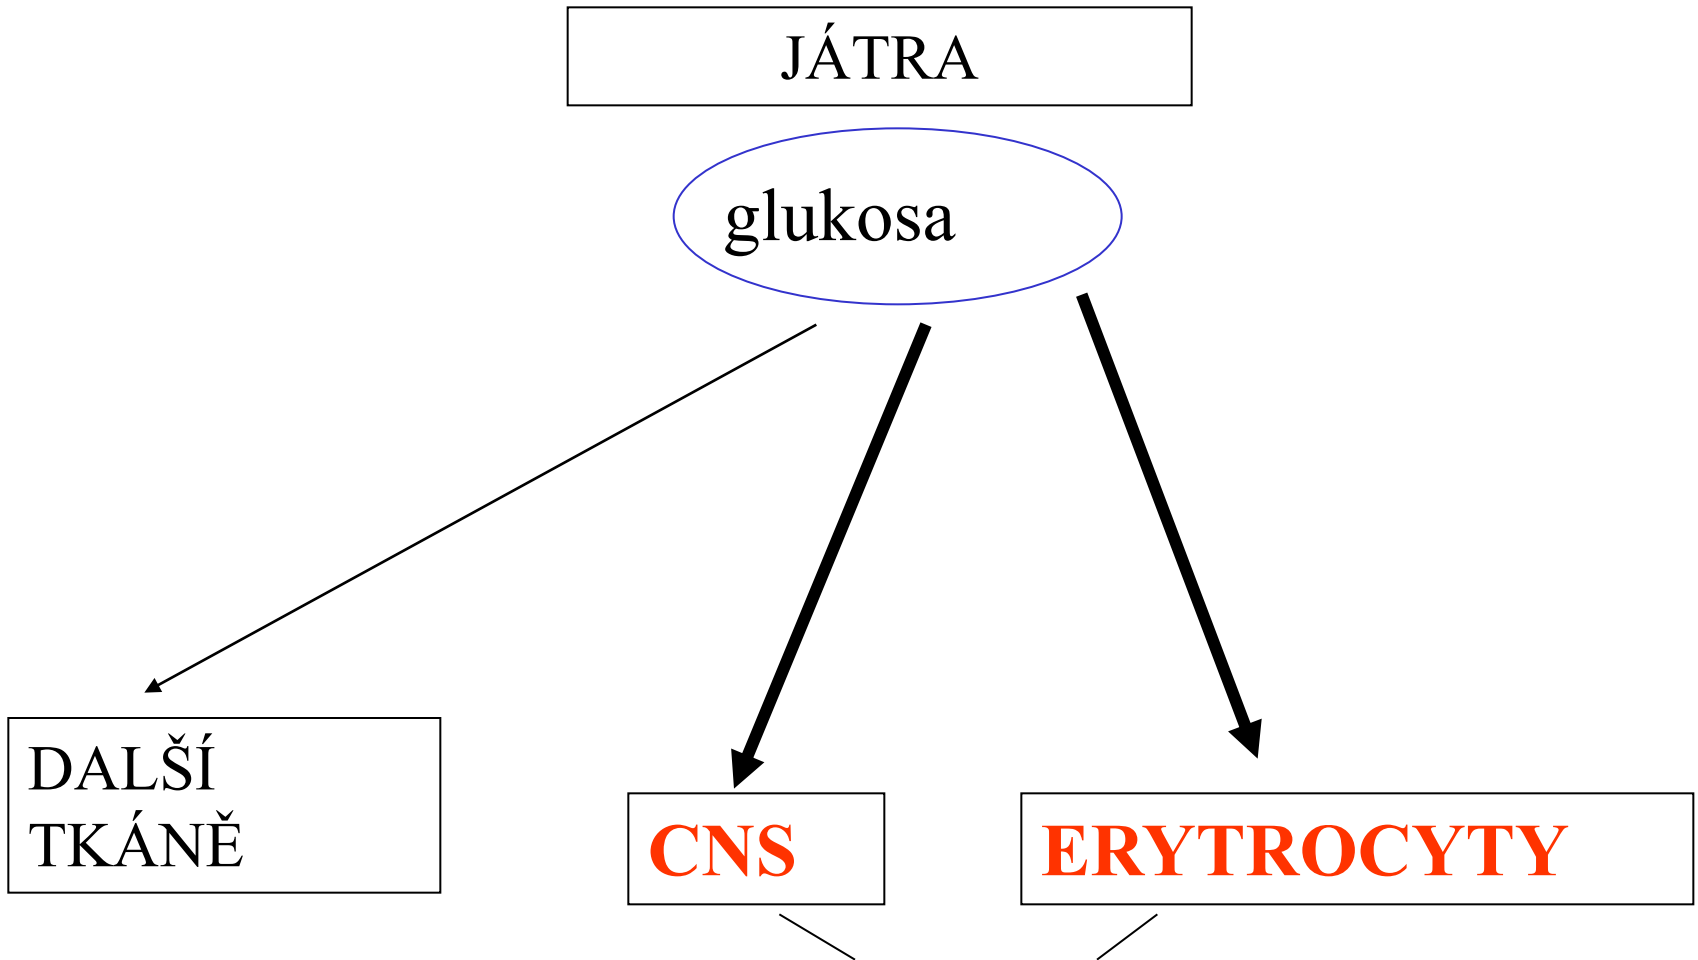 JÁTRA
glukosa
DALŠÍ
TKÁNĚ
CNS
ERYTROCYTY